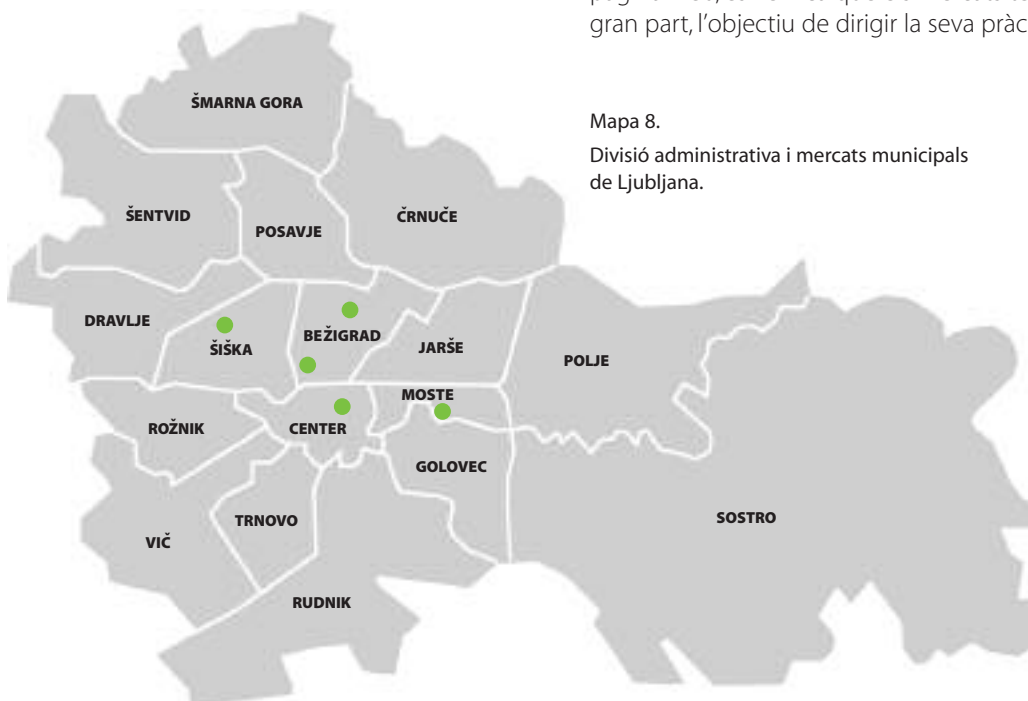 gran part, l’objectiu de dirigir la seva pràc
Mapa 8.
Divisió administrativa i mercats municipals
de Ljubljana.
ŠMARNA GORA
ŠENTVID
POSAVJE
ČRNUČE
DRAVLJE
ŠIŠKA
BEŽIGRAD
JARŠE
POLJE
ROŽNIK
CENTER
MOSTE
GOLOVEC
VIČ
TRNOVO
SOSTRO
RUDNIK